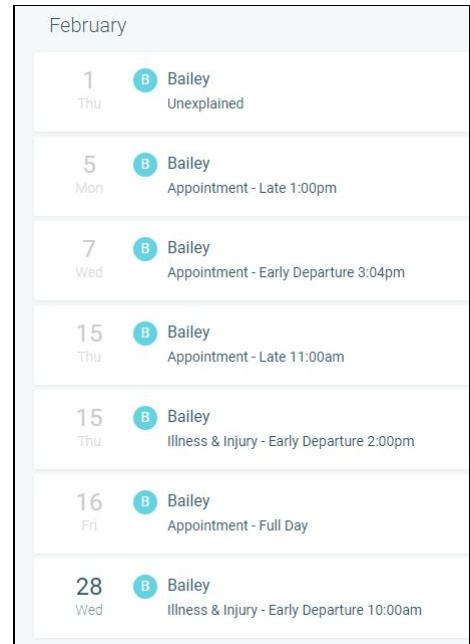 February
1
Thu
B
Bailey
Unexplained
5
Mon
B
Bailey
Appointment - Late 1:00pm
7
Wed
B
Bailey
Appointment - Early Departure 3:04pm
15
Thu
B
Bailey
Appointment - Late 11:00am
15
Thu
B
Bailey
Illness & Injury - Early Departure 2:00pm
16
Fri
B
Bailey
Appointment - Full Day
28
Wed
B
Bailey
Illness & Injury - Early Departure 10:00am